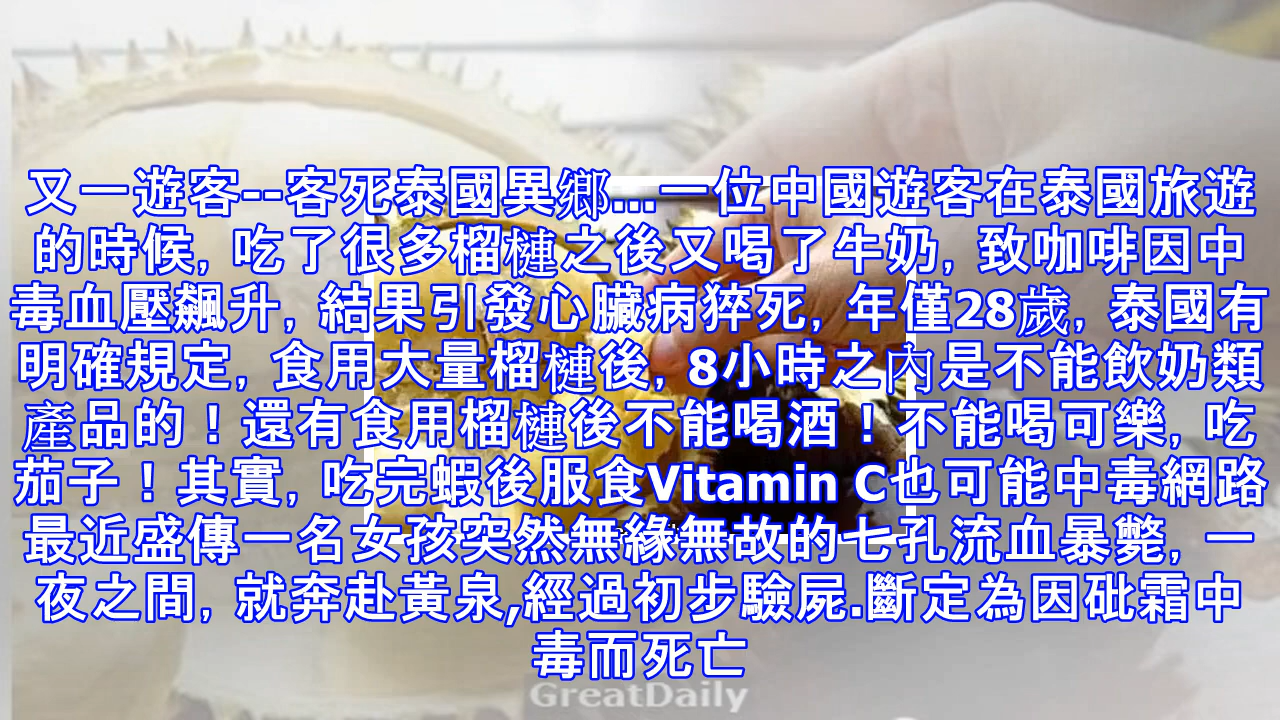 又一遊客--客死泰國異鄉... 一位中國遊客在泰國旅遊
的時候, 吃了很多榴槤之後又喝了牛奶, 致咖啡因中
毒血壓飆升, 結果引發心臟病猝死, 年僅28歲, 泰國有
明確規定, 食用大量榴槤後, 8小時之內是不能飲奶類
產品的！還有食用榴槤後不能喝酒！不能喝可樂, 吃
茄子！其實, 吃完蝦後服食Vitamin C也可能中毒網路
最近盛傳一名女孩突然無緣無故的七孔流血暴斃, 一
夜之間, 就奔赴黃泉,經過初步驗屍.斷定為因砒霜中
毒而死亡
GreatDaily